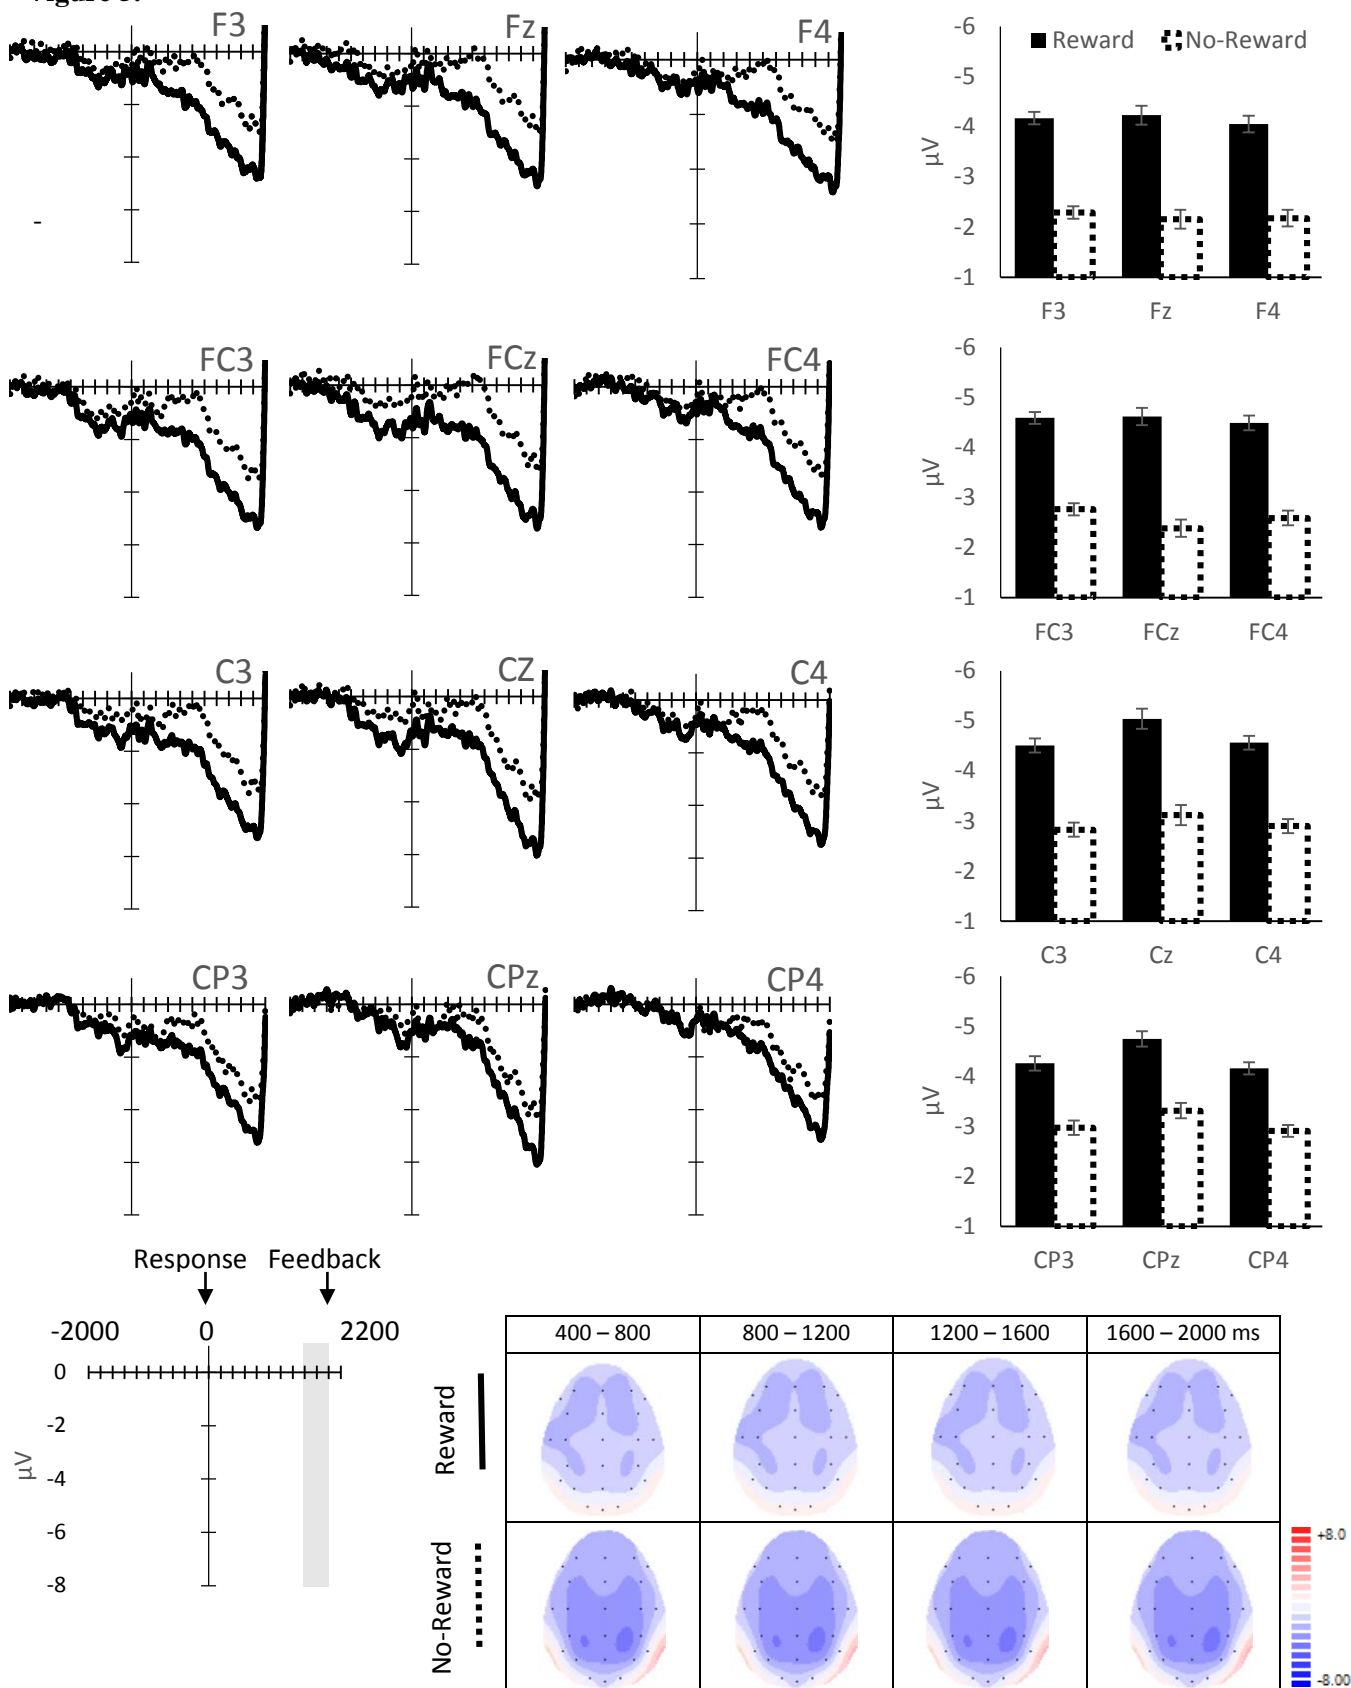 F3
Fz
F4
-
-6
-5
-4
-3
-2
-1
μV
Reward
No-Reward
F3
Fz
F4
FC3
FCz
FC4
-6
-5
-4
-3
-2
-1
μV
FC3
FCz
FC4
C3
CZ
C4
-6
-5
-4
-3
-2
-1
μV
C3
Cz
C4
CP3
CPz
CP4
-6
-5
-4
-3
-2
-1
μV
CP3
CPz
CP4
Response
Feedback
-2000
0
2200
0
-2
-4
-6
-8
μV
400 – 800
800 – 1200
1200 – 1600
1600 – 2000 ms
Reward
No-Reward
+8.0
-8.00